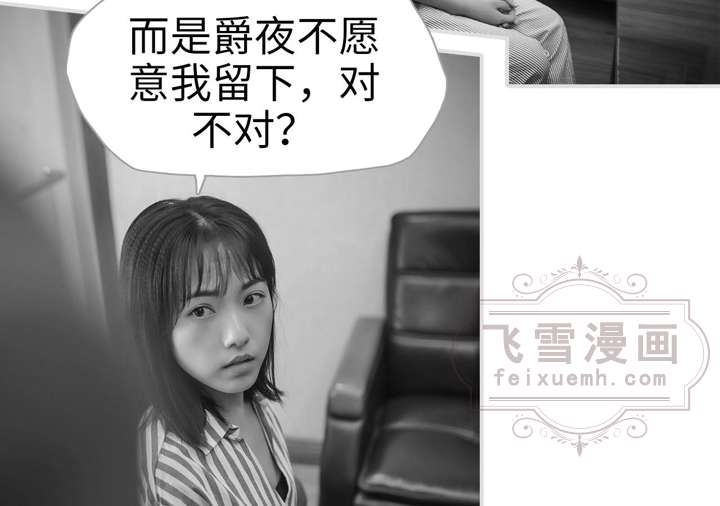 而是爵夜不愿
意我留下，对
不对？
飞雪漫画
feixuemh.com